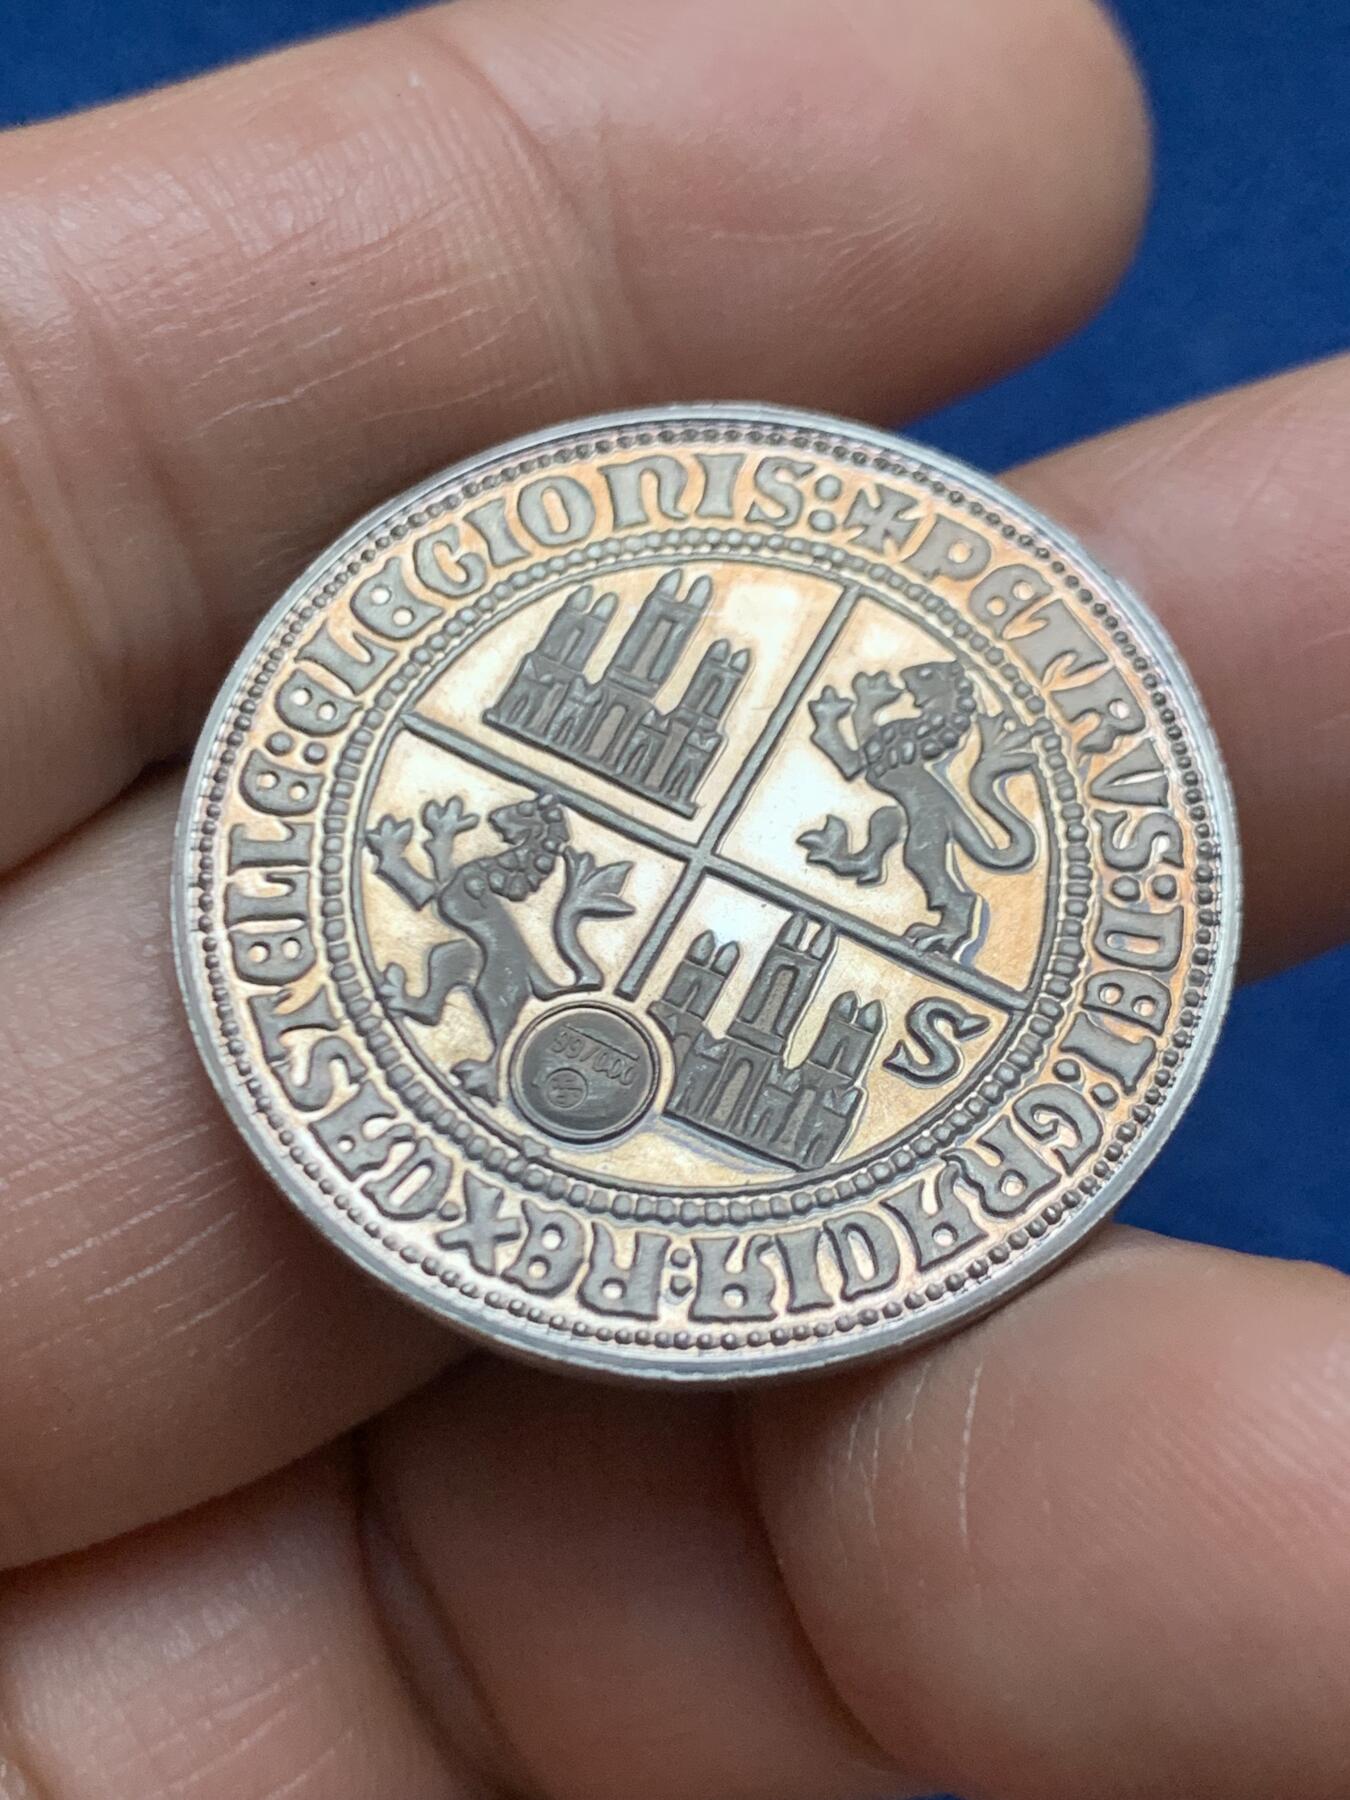 ✠ PETRVS : DEI : GRACIA : REX · CASTELLE : E LEGIONIS :
S